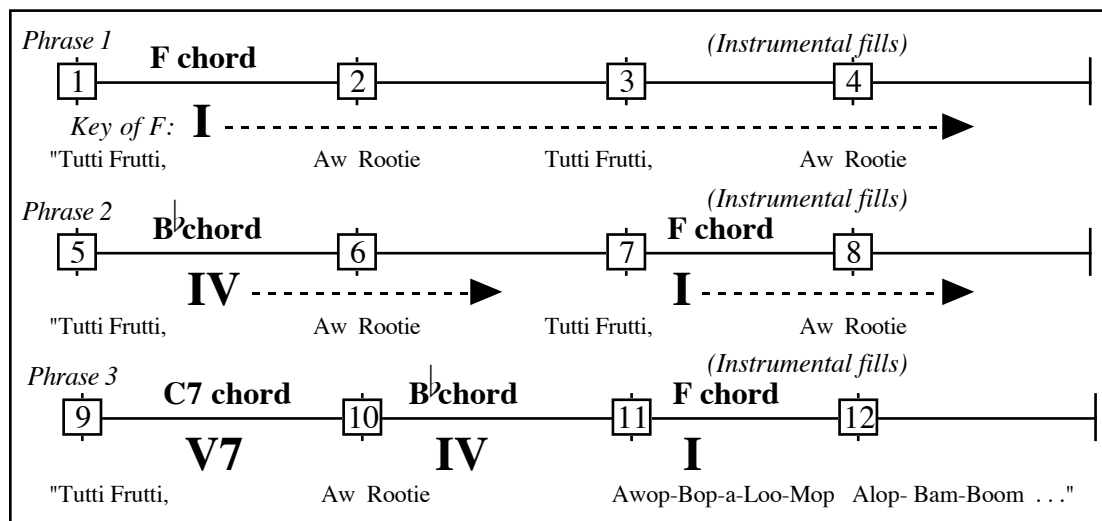 Phrase 1
F chord
(Instrumental fills)
1 2 3 4
Key of F: I
"Tutti Frutti, Aw Rootie Tutti Frutti, Aw Rootie
Phrase 2
(Instrumental fills)
B♭chord F chord
5 6 7 8
IV I
"Tutti Frutti, Aw Rootie Tutti Frutti, Aw Rootie
(Instrumental fills)
Phrase 3
C7 chord B♭chord F chord
9 10 11 12
V7 IV I
"Tutti Frutti, Aw Rootie Awop-Bop-a-Loo-Mop Alop- Bam-Boom . . ."